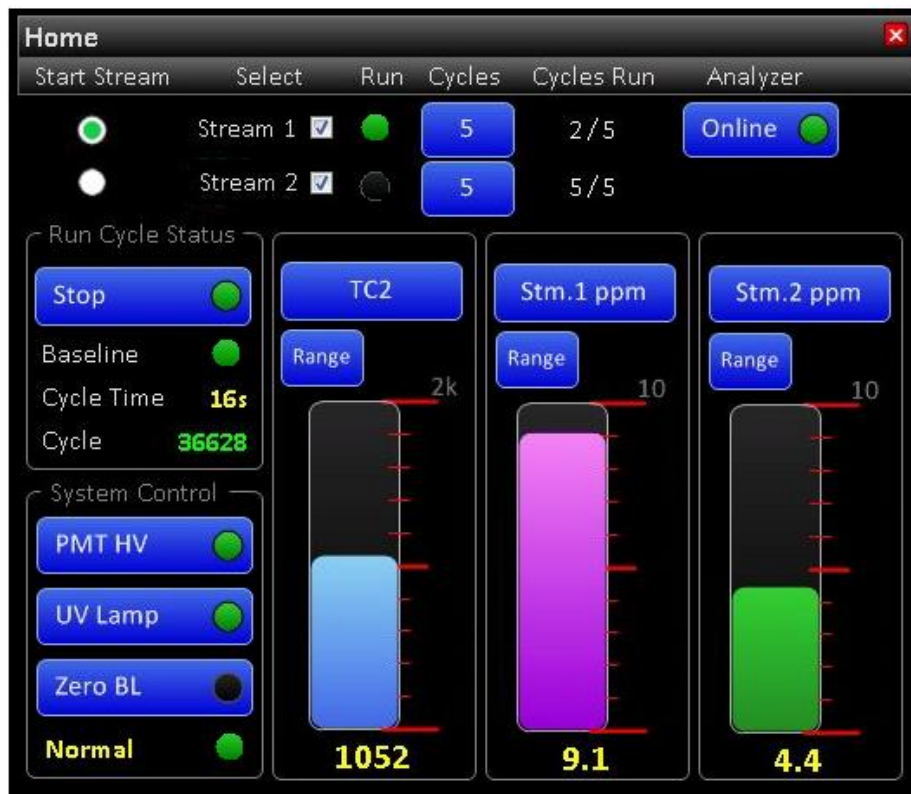 Home
Start Stream Select Run Cycles Cycles Run Analyzer
Stream 1 5 2/5 Online
Stream 2 5 5/5
Run Cycle Status
Stop
Baseline
Cycle Time 16s
Cycle 36628
System Control
PMT HV
UV Lamp
Zero BL
Normal
TC2
Range
2k
1052
Stm.1 ppm
Range
10
9.1
Stm.2 ppm
Range
10
4.4